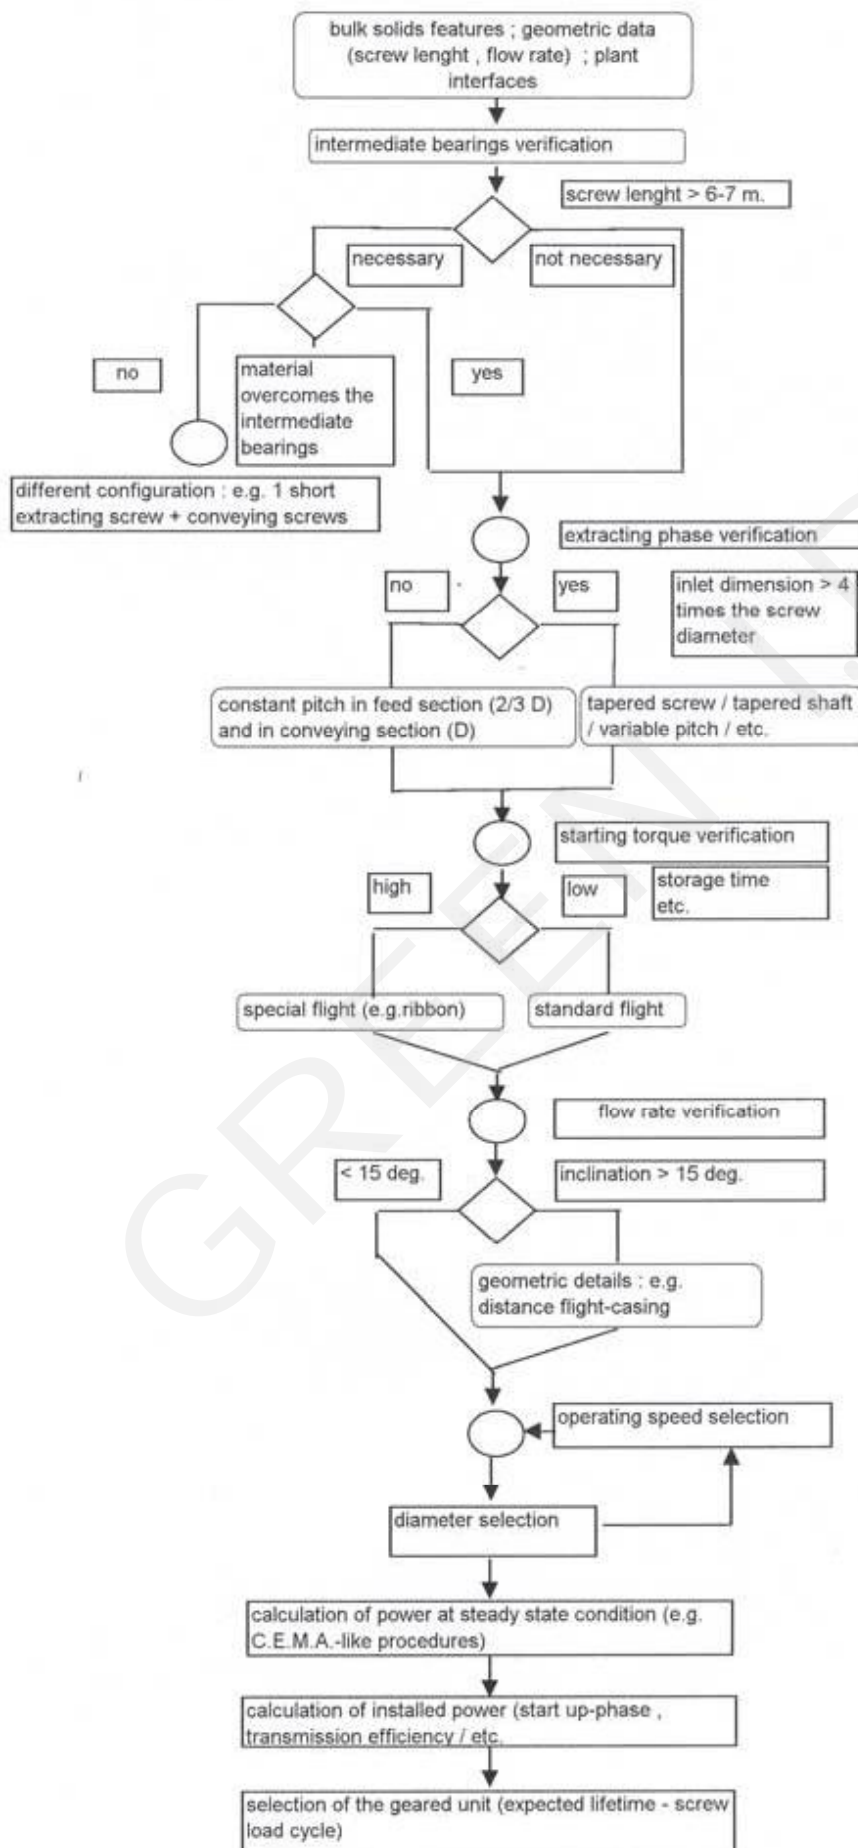 bulk solids features ; geometric data
(screw lenght , flow rate) ; plant
interfaces
intermediate bearings verification
screw lenght > 6-7 m.
necessary
not necessary
no
material
overcomes the
intermediate
bearings
yes
different configuration : e.g. 1 short
extracting screw + conveying screws
extracting phase verification
no
yes
inlet dimension > 4
times the screw
diameter
constant pitch in feed section (2/3 D)
and in conveying section (D)
tapered screw / tapered shaft
/ variable pitch / etc.
starting torque verification
high
low
storage time
etc.
special flight (e.g.ribbon)
standard flight
flow rate verification
< 15 deg.
inclination > 15 deg.
geometric details : e.g.
distance flight-casing
operating speed selection
diameter selection
calculation of power at steady state condition (e.g.
C.E.M.A.-like procedures)
calculation of installed power (start up-phase ,
transmission efficiency / etc.
selection of the geared unit (expected lifetime - screw
load cycle)
GREEN